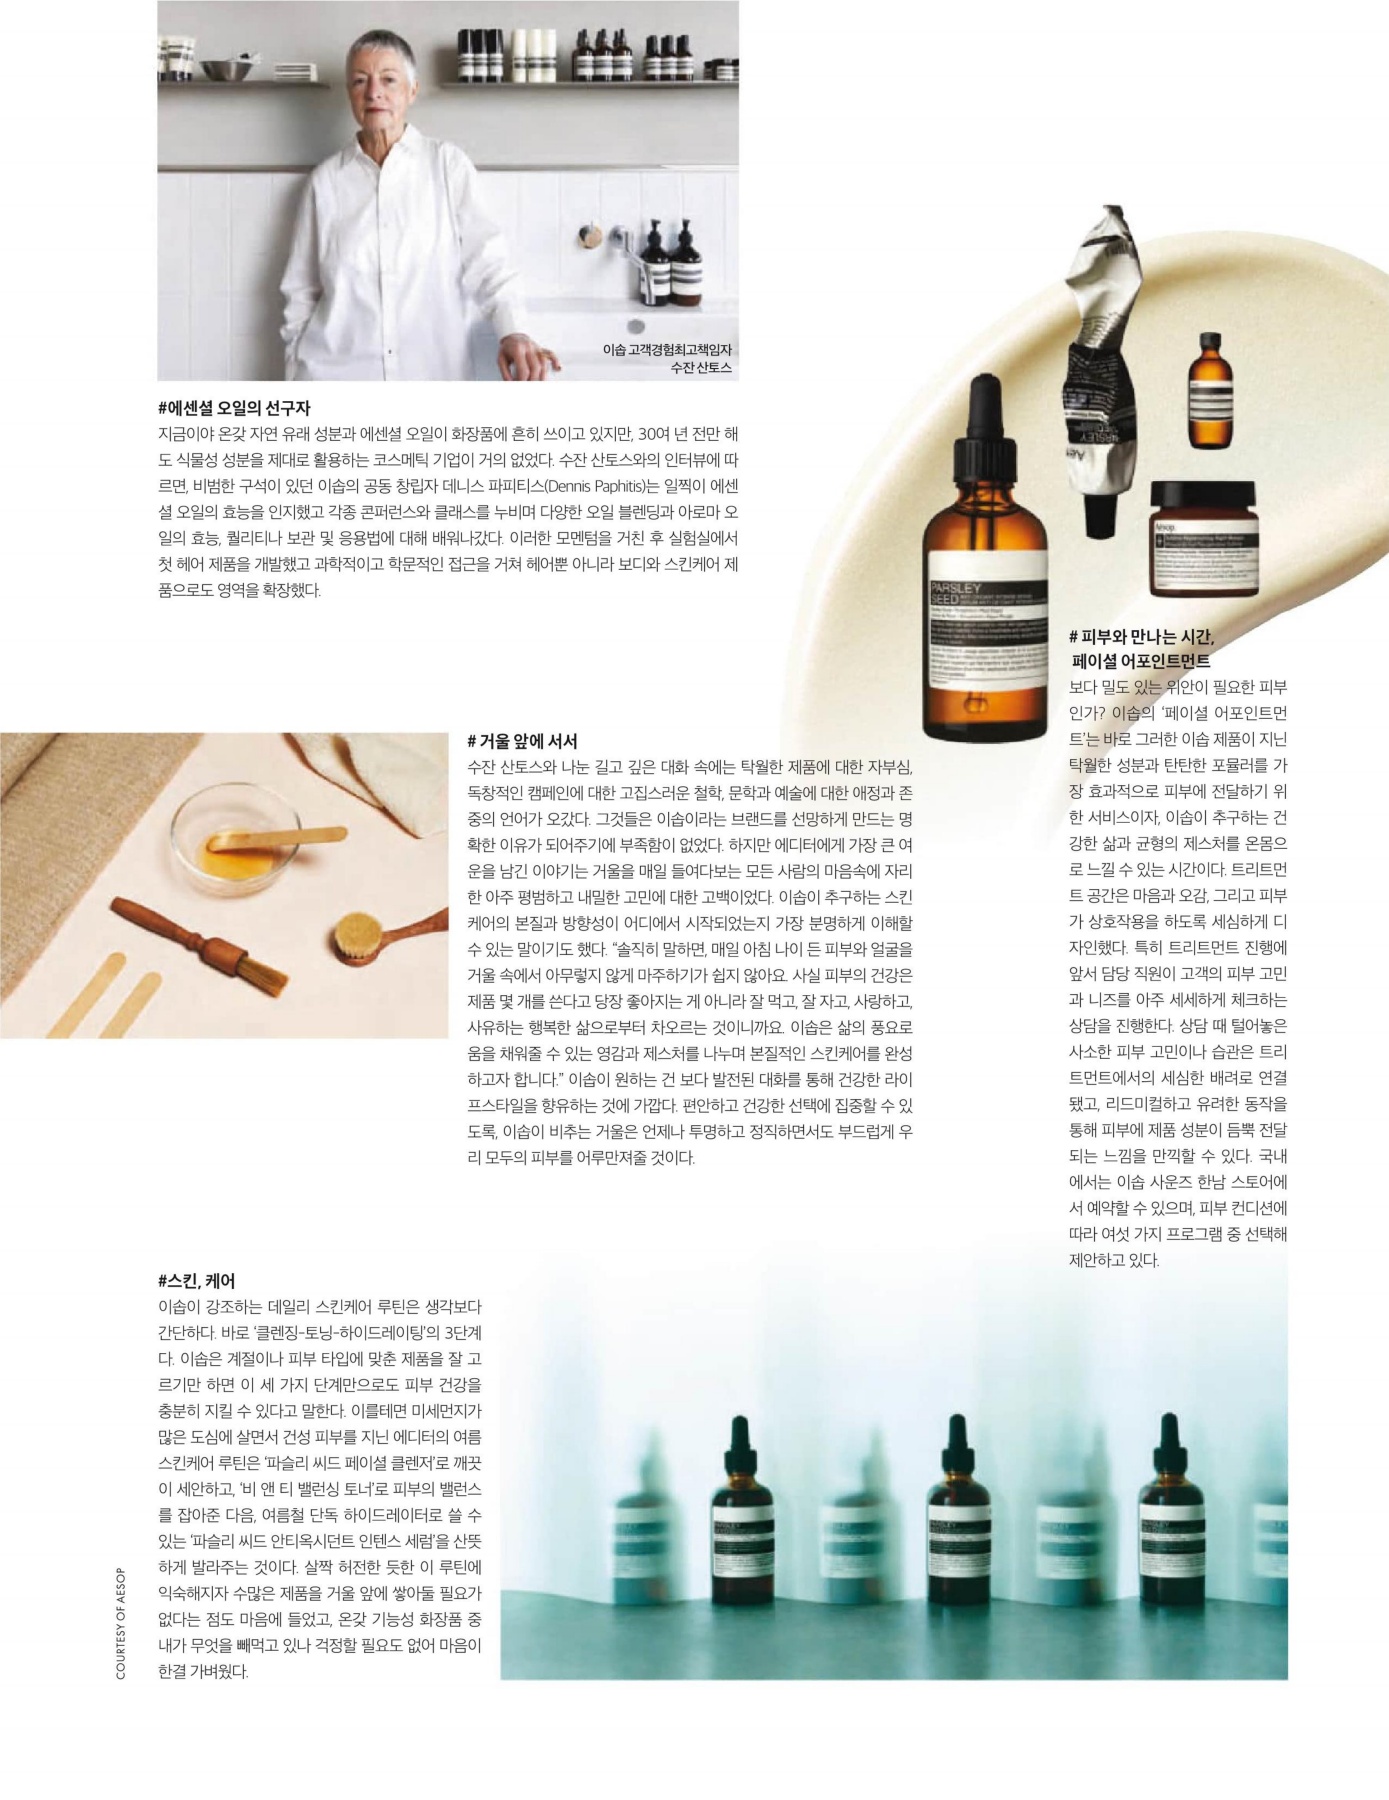 이솝 고객경험최고책임자
수잔 산토스
#에센셜 오일의 선구자
지금이야 온갖 자연 유래 성분과 에센셜 오일이 화장품에 흔히 쓰이고 있지만, 30여 년 전만 해
도 식물성 성분을 제대로 활용하는 코스메틱 기업이 거의 없었다. 수잔 산토스와의 인터뷰에 따
르면, 비범한 구석이 있던 이솝의 공동 창립자 데니스 파피티스(Dennis Paphitis)는 일찍이 에센
셜 오일의 효능을 인지했고 각종 콘퍼런스와 클래스를 누비며 다양한 오일 블렌딩과 아로마 오
일의 효능, 퀄리티나 보관 및 응용법에 대해 배워나갔다. 이러한 모멘텀을 거친 후 실험실에서
첫 헤어 제품을 개발했고 과학적이고 학문적인 접근을 거쳐 헤어뿐 아니라 보디와 스킨케어 제
품으로도 영역을 확장했다.
PARSLEY
SEED
Aesop
# 거울 앞에 서서
수잔 산토스와 나눈 길고 깊은 대화 속에는 탁월한 제품에 대한 자부심,
독창적인 캠페인에 대한 고집스러운 철학, 문학과 예술에 대한 애정과 존
중의 언어가 오갔다. 그것들은 이솝이라는 브랜드를 선망하게 만드는 명
확한 이유가 되어주기에 부족함이 없었다. 하지만 에디터에게 가장 큰 여
운을 남긴 이야기는 거울을 매일 들여다보는 모든 사람의 마음속에 자리
한 아주 평범하고 내밀한 고민에 대한 고백이었다. 이솝이 추구하는 스킨
케어의 본질과 방향성이 어디에서 시작되었는지 가장 분명하게 이해할
수 있는 말이기도 했다. “솔직히 말하면, 매일 아침 나이 든 피부와 얼굴을
거울 속에서 아무렇지 않게 마주하기가 쉽지 않아요. 사실 피부의 건강은
제품 몇 개를 쓴다고 당장 좋아지는 게 아니라 잘 먹고, 잘 자고, 사랑하고,
사유하는 행복한 삶으로부터 차오르는 것이니까요. 이솝은 삶의 풍요로
움을 채워줄 수 있는 영감과 제스처를 나누며 본질적인 스킨케어를 완성
하고자 합니다.” 이솝이 원하는 건 보다 발전된 대화를 통해 건강한 라이
프스타일을 향유하는 것에 가깝다. 편안하고 건강한 선택에 집중할 수 있
도록, 이솝이 비추는 거울은 언제나 투명하고 정직하면서도 부드럽게 우
리 모두의 피부를 어루만져줄 것이다.
# 피부와 만나는 시간,
페이셜 어포인트먼트
보다 밀도 있는 위안이 필요한 피부
인가? 이솝의 ‘페이셜 어포인트먼
트’는 바로 그러한 이솝 제품이 지닌
탁월한 성분과 탄탄한 포뮬러를 가
장 효과적으로 피부에 전달하기 위
한 서비스이자, 이솝이 추구하는 건
강한 삶과 균형의 제스처를 온몸으
로 느낄 수 있는 시간이다. 트리트먼
트 공간은 마음과 오감, 그리고 피부
가 상호작용을 하도록 세심하게 디
자인했다. 특히 트리트먼트 진행에
앞서 담당 직원이 고객의 피부 고민
과 니즈를 아주 세세하게 체크하는
상담을 진행한다. 상담 때 털어놓은
사소한 피부 고민이나 습관은 트리
트먼트에서의 세심한 배려로 연결
됐고, 리드미컬하고 유려한 동작을
통해 피부에 제품 성분이 듬뿍 전달
되는 느낌을 만끽할 수 있다. 국내
에서는 이솝 사운즈 한남 스토어에
서 예약할 수 있으며, 피부 컨디션에
따라 여섯 가지 프로그램 중 선택해
제안하고 있다.
#스킨, 케어
이솝이 강조하는 데일리 스킨케어 루틴은 생각보다
간단하다. 바로 ‘클렌징-토닝-하이드레이팅’의 3단계
다. 이솝은 계절이나 피부 타입에 맞춘 제품을 잘 고
르기만 하면 이 세 가지 단계만으로도 피부 건강을
충분히 지킬 수 있다고 말한다. 이를테면 미세먼지가
많은 도심에 살면서 건성 피부를 지닌 에디터의 여름
스킨케어 루틴은 ‘파슬리 씨드 페이셜 클렌저’로 깨끗
이 세안하고, ‘비 앤 티 밸런싱 토너’로 피부의 밸런스
를 잡아준 다음, 여름철 단독 하이드레이터로 쓸 수
있는 ‘파슬리 씨드 안티옥시던트 인텐스 세럼’을 산뜻
하게 발라주는 것이다. 살짝 허전한 듯한 이 루틴에
익숙해지자 수많은 제품을 거울 앞에 쌓아둘 필요가
없다는 점도 마음에 들었고, 온갖 기능성 화장품 중
내가 무엇을 빼먹고 있나 걱정할 필요도 없어 마음이
한결 가벼웠다.
COURTESY OF AESOP